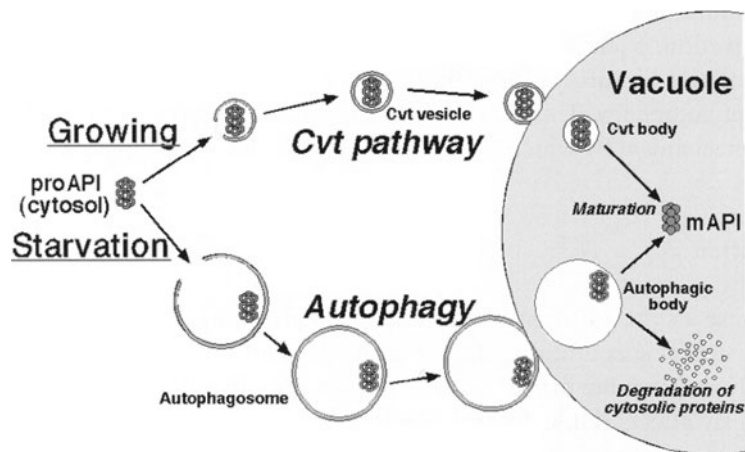 Vacuole
Growing
Cvt vesicle
Cvt pathway
Cvt body
proAPI
(cytosol)
Maturation
mAPI
Starvation
Autophagy
Autophagic
body
Autophagosome
Degradation of
cytosolic proteins